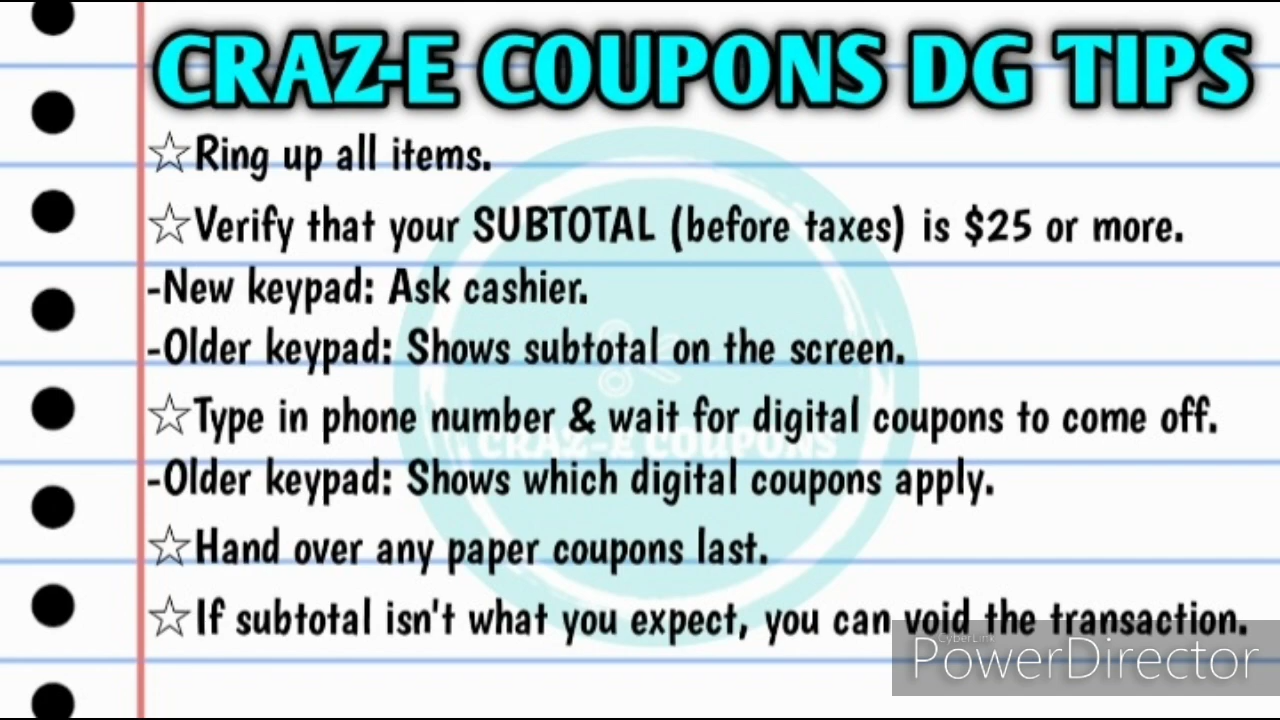 CRAZ-E COUPONS DG TIPS
☆Ring up all items.
☆Verify that your SUBTOTAL (before taxes) is $25 or more.
-New keypad: Ask cashier.
-Older keypad: Shows subtotal on the screen.
☆Type in phone number & wait for digital coupons to come off.
CRAZ-E COUPONS
-Older keypad: Shows which digital coupons apply.
☆Hand over any paper coupons last.
☆If subtotal isn't what you expect, you can void the transaction.
CyberLink
PowerDirector